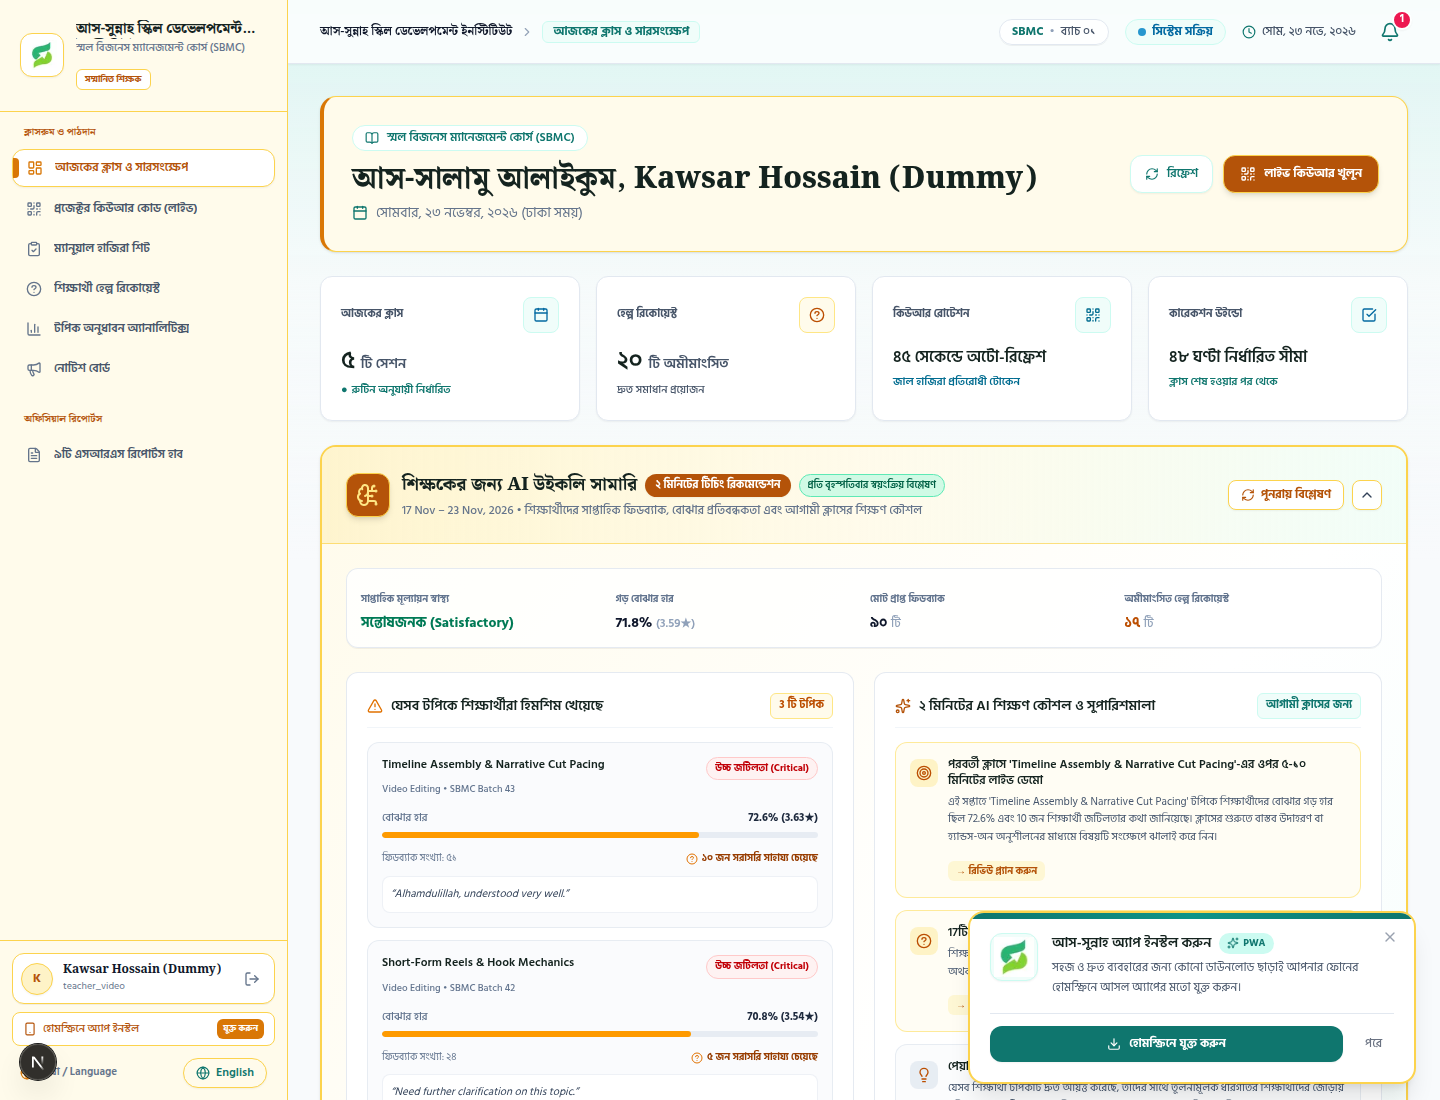 আস-সুন্নাহ স্কিল ডেভেলপমেন্ট...
স্মল বিজনেস ম্যানেজমেন্ট কোর্স (SBMC)
সম্মানিত শিক্ষক
ক্লাসরুম ও পাঠদান
আজকের ক্লাস ও সারসংক্ষেপ
প্রজেক্টর কিউআর কোড (লাইভ)
ম্যানুয়াল হাজিরা শিট
শিক্ষার্থী হেল্প রিকোয়েস্ট
টপিক অনুধাবন অ্যানালিটিক্স
নোটিশ বোর্ড
অফিসিয়াল রিপোর্টস
৯টি এসআরএস রিপোর্টস হাব
K
Kawsar Hossain (Dummy)
teacher_video
হোমস্ক্রিনে অ্যাপ ইনস্টল
যুক্ত করুন
N
/ Language
English
আস-সুন্নাহ স্কিল ডেভেলপমেন্ট ইনস্টিটিউট
আজকের ক্লাস ও সারসংক্ষেপ
SBMC • ব্যাচ ০১
সিস্টেম সক্রিয়
সোম, ২৩ নভে, ২০২৬
1
স্মল বিজনেস ম্যানেজমেন্ট কোর্স (SBMC)
আস-সালামু আলাইকুম, Kawsar Hossain (Dummy)
সোমবার, ২৩ নভেম্বর, ২০২৬ (ঢাকা সময়)
রিফ্রেশ
লাইভ কিউআর খুলুন
আজকের ক্লাস
৫ টি সেশন
● রুটিন অনুযায়ী নির্ধারিত
হেল্প রিকোয়েস্ট
২০ টি অমীমাংসিত
দ্রুত সমাধান প্রয়োজন
কিউআর রোটেশন
৪৫ সেকেন্ডে অটো-রিফ্রেশ
জাল হাজিরা প্রতিরোধী টোকেন
কারেকশন উইন্ডো
৪৮ ঘণ্টা নির্ধারিত সীমা
ক্লাস শেষ হওয়ার পর থেকে
শিক্ষকের জন্য AI উইকলি সামারি
২ মিনিটের টিচিং রিকমেন্ডেশন
প্রতি বৃহস্পতিবার স্বয়ংক্রিয় বিশ্লেষণ
17 Nov – 23 Nov, 2026 • শিক্ষার্থীদের সাপ্তাহিক ফিডব্যাক, বোঝার প্রতিবন্ধকতা এবং আগামী ক্লাসের শিক্ষণ কৌশল
পুনরায় বিশ্লেষণ
সাপ্তাহিক মূল্যায়ন স্বাস্থ্য
সন্তোষজনক (Satisfactory)
গড় বোঝার হার
71.8% (3.59★)
মোট প্রাপ্ত ফিডব্যাক
৯০ টি
অমীমাংসিত হেল্প রিকোয়েস্ট
১৭ টি
যেসব টপিকে শিক্ষার্থীরা হিমশিম খেয়েছে
3 টি টপিক
Timeline Assembly & Narrative Cut Pacing
উচ্চ জটিলতা (Critical)
Video Editing • SBMC Batch 43
বোঝার হার
72.6% (3.63★)
ফিডব্যাক সংখ্যা: ৫১
১০ জন সরাসরি সাহায্য চেয়েছে
“Alhamdulillah, understood very well.”
Short-Form Reels & Hook Mechanics
উচ্চ জটিলতা (Critical)
Video Editing • SBMC Batch 42
বোঝার হার
70.8% (3.54★)
ফিডব্যাক সংখ্যা: ২৪
৫ জন সরাসরি সাহায্য চেয়েছে
“Need further clarification on this topic.”
২ মিনিটের AI শিক্ষণ কৌশল ও সুপারিশমালা
আগামী ক্লাসের জন্য
পরবর্তী ক্লাসে 'Timeline Assembly & Narrative Cut Pacing'-এর ওপর ৫-১০
মিনিটের লাইভ ডেমো
এই সপ্তাহে 'Timeline Assembly & Narrative Cut Pacing' টপিকে শিক্ষার্থীদের বোঝার গড় হার
ছিল 72.6% এবং 10 জন শিক্ষার্থী জটিলতার কথা জানিয়েছে। ক্লাসের শুরুতে বাস্তব উদাহরণ বা
হ্যান্ডস-অন অনুশীলনের মাধ্যমে বিষয়টি সংক্ষেপে ঝালাই করে নিন।
→ রিভিউ প্ল্যান করুন
17টি
→
আস-সুন্নাহ অ্যাপ ইনস্টল করুন
PWA
সহজ ও দ্রুত ব্যবহারের জন্য কোনো ডাউনলোড ছাড়াই আপনার ফোনের
হোমস্ক্রিনে আসল অ্যাপের মতো যুক্ত করুন।
হোমস্ক্রিনে যুক্ত করুন
পরে
যেসব শিক্ষার্থী টপিকটি দ্রুত আয়ত্ত করেছে, তাদের সাথে তুলনামূলক ধীরগতির শিক্ষার্থীদের জোড়ায়